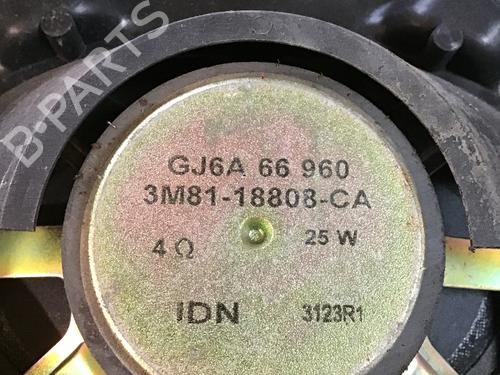 B-PARTS
GJ6A 66 960
3M81-18808-CA
4 Ω 25 W
IDN 3123R1